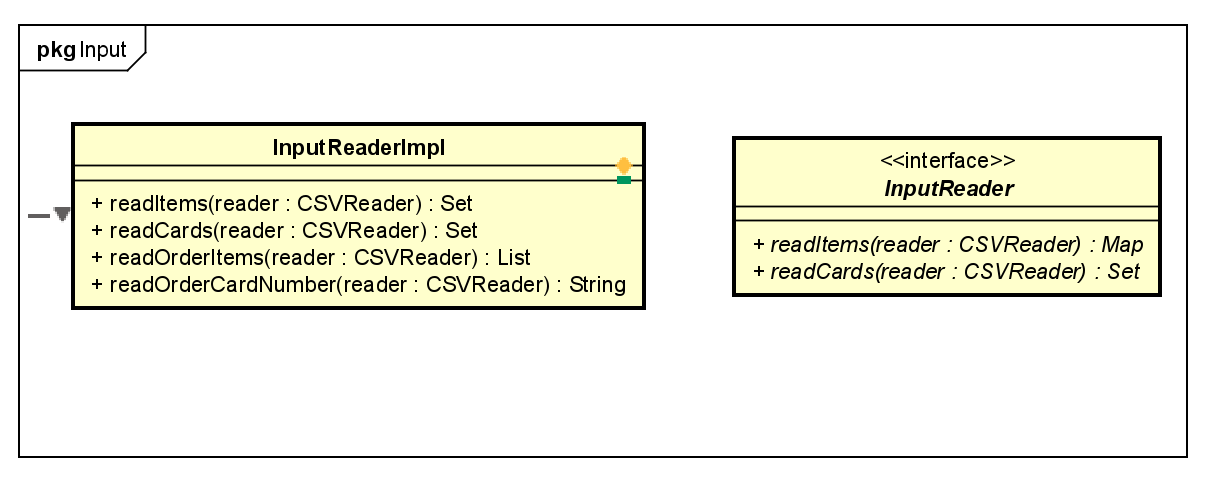 pkg Input
InputReaderImpl
+ readItems(reader : CSVReader) : Set
+ readCards(reader : CSVReader) : Set
+ readOrderItems(reader : CSVReader) : List
+ readOrderCardNumber(reader : CSVReader) : String
<<interface>>
InputReader
+ readItems(reader : CSVReader) : Map
+ readCards(reader : CSVReader) : Set